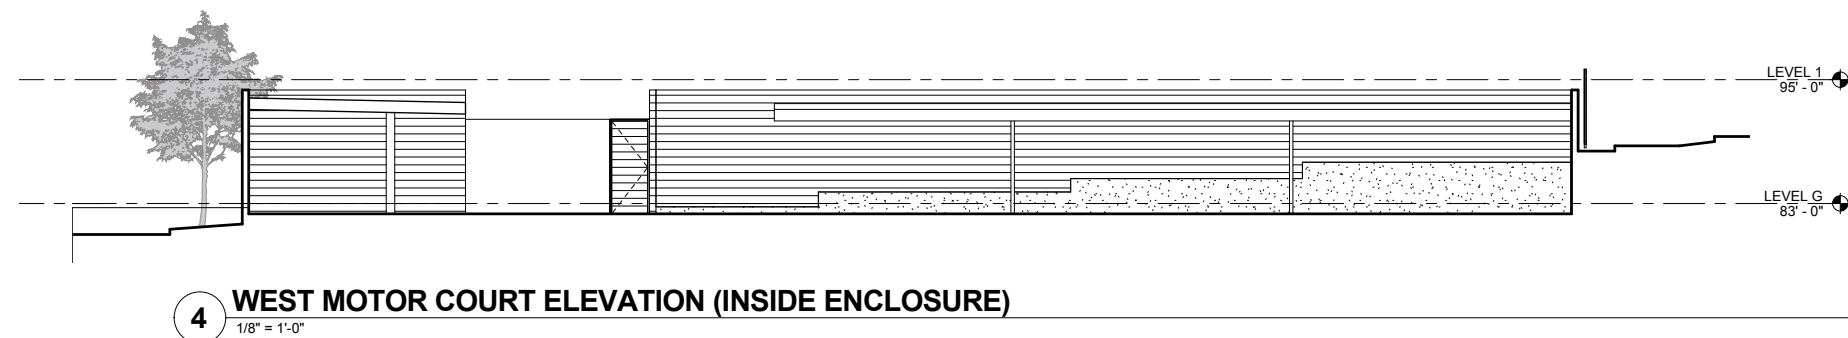 LEVEL 1
95' - 0"
LEVEL G
83' - 0"
4
WEST MOTOR COURT ELEVATION (INSIDE ENCLOSURE)
1/8" = 1'-0"